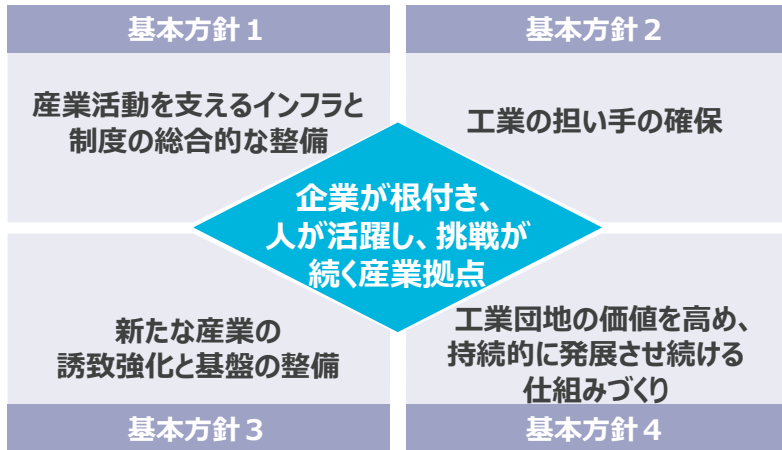 基本方針１
産業活動を支えるインフラと
制度の総合的な整備
基本方針２
工業の担い手の確保
企業が根付き、
人が活躍し、挑戦が
続く産業拠点
新たな産業の
誘致強化と基盤の整備
基本方針３
工業団地の価値を高め、
持続的に発展させ続ける
仕組みづくり
基本方針４